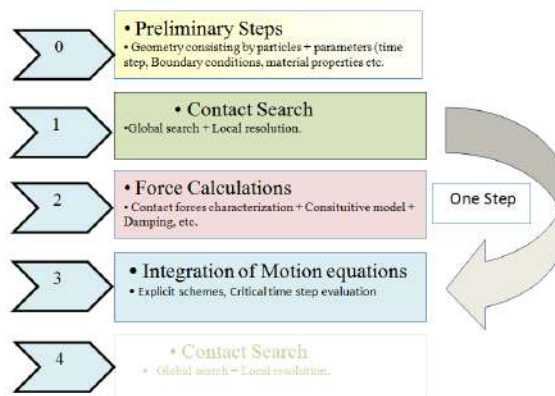 0
• Preliminary Steps
• Geometry consisting by particles + parameters (time
step, Boundary conditions, material properties etc.
1
• Contact Search
•Global search + Local resolution.
2
• Force Calculations
• Contact forces characterization + Consituitive model +
Damping, etc.
One Step
3
• Integration of Motion equations
• Explicit schemes, Critical time step evaluation
4
• Contact Search
• Global search + Local resolution.